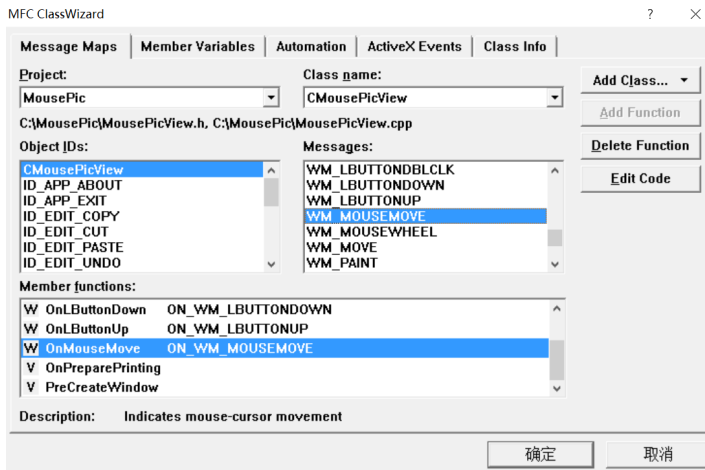 MFC ClassWizard
? ×
Message Maps Member Variables Automation ActiveX Events Class Info
Project: Class name:
MousePic CMousePicView
Add Class...
C:\MousePic\MousePicView.h, C:\MousePic\MousePicView.cpp
Add Function
Object IDs: Messages:
Delete Function
CMousePicView WM_LBUTTONDBLCLK
ID_APP_ABOUT WM_LBUTTONDOWN
Edit Code
ID_APP_EXIT WM_LBUTTONUP
ID_EDIT_COPY WM_MOUSEMOVE
ID_EDIT_CUT WM_MOUSEWHEEL
ID_EDIT_PASTE WM_MOVE
ID_EDIT_UNDO WM_PAINT
Member functions:
W OnLButtonDown ON_WM_LBUTTONDOWN
W OnLButtonUp ON_WM_LBUTTONUP
W OnMouseMove ON_WM_MOUSEMOVE
V OnPreparePrinting
V PreCreateWindow
Description: Indicates mouse-cursor movement
确定 取消